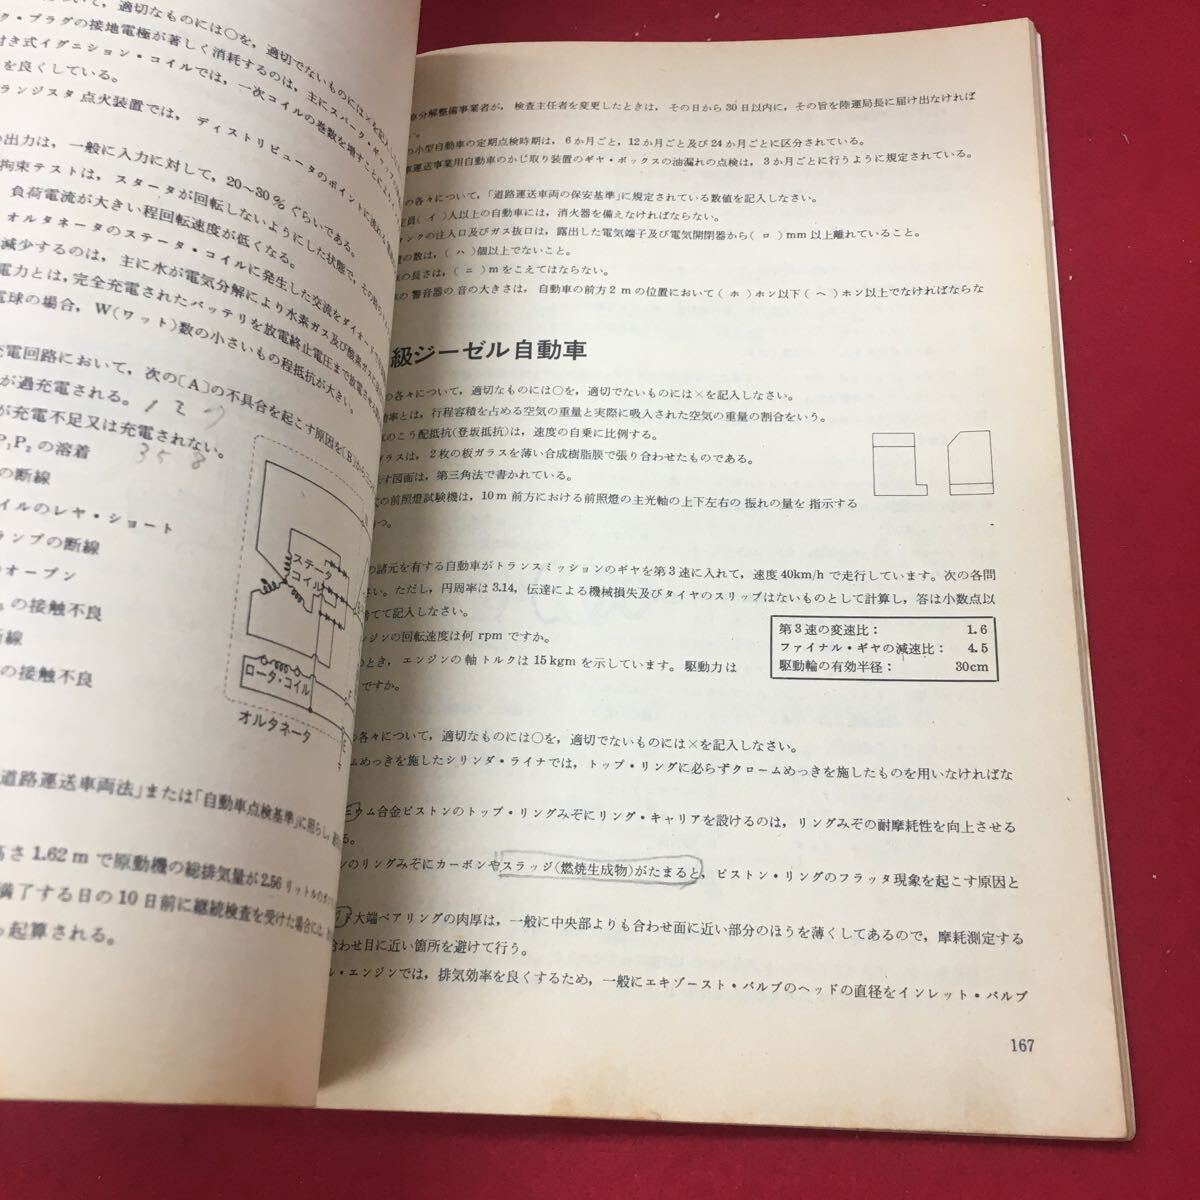 いて，適切なものには○を，適切でないものには×を記入し
ク・プラグの接地電極が著しく消耗するのは，主にスパーク・ギャップ
付き式イグニション・コイルでは，一次コイルの巻数を増すことにより
を良くしている。
ランジスタ点火装置では，ディストリビュータのポイントに流れる
の出力は，一般に入力に対して，20〜30％ぐらいである。
拘束テストは，スタータが回転しないようにした状態で，その
負荷電流が大きい程回転速度が低くなる。
オルタネータのステータ・コイルに発生した交流をダイオードで
減少するのは，主に水が電気分解により水素ガス及び酸素ガスに
電力とは，完全充電されたバッテリを放電終止電圧まで放電
電球の場合，W（ワット）数の小さいもの程抵抗が大きい。
充電回路において，次の〔A〕の不具合を起こす原因を〔B〕
が過充電される。 1 2 7
が充電不足又は充電されない。
P₁P₂の溶着 3 5 8
の断線
イルのレヤ・ショート
ランプの断線
のオープン
の接触不良
断線
の接触不良
ステータ
コイル
ロータ・コイル
オルタネータ
道路運送車両法」または「自動車点検基準」に照らし，
高さ1.62mで原動機の総排気量が2.56リットルの
満了する日の10日前に継続検査を受けた場合には，
ら起算される。
車分解整備事業者が，検査主任者を変更したときは，その日から30日以内に，その旨を陸運局長に届け出なければ
の小型自動車の定期点検時期は，6か月ごと，12か月ごと及び24か月ごとに区分されている。
車運送事業用自動車のかじ取り装置のギヤ・ボックスの油漏れの点検は，3か月ごとに行うように規定されている。
の各々について，「道路運送車両の保安基準」に規定されている数値を記入しなさい。
定員（イ）人以上の自動車には，消火器を備えなければならない。
タンクの注入口及びガス抜口は，露出した電気端子及び電気開閉器から（ロ）mm以上離れていること。
の数は，（ハ）個以上でないこと。
の長さは，（ニ）mをこえてはならない。
の警音器の音の大きさは，自動車の前方2mの位置において（ホ）ホン以下（ヘ）ホン以上でなければならな
級ジーゼル自動車
の各々について，適切なものには○を，適切でないものには×を記入しなさい。
効率とは，行程容積を占める空気の重量と実際に吸入された空気の重量の割合をいう。
のこう配抵抗（登坂抵抗）は，速度の自乗に比例する。
ガラスは，2枚の板ガラスを薄い合成樹脂膜で張り合わせたものである。
示す図面は，第三角法で書かれている。
の前照燈試験機は，10m前方における前照燈の主光軸の上下左右の振れの量を指示する
つ。
の諸元を有する自動車がトランスミッションのギヤを第3速に入れて，速度40km/hで走行しています。次の各問
さい。ただし，円周率は3.14，伝達による機械損失及びタイヤのスリップはないものとして計算し，答は小数点以
捨てて記入しなさい。
エンジンの回転速度は何rpmですか。
のとき，エンジンの軸トルクは15kgmを示しています。駆動力は
ですか。
第3速の変速比： 1.6
ファイナル・ギヤの減速比： 4.5
駆動輪の有効半径： 30cm
の各々について，適切なものには○を，適切でないものには×を記入しなさい。
ームめっきを施したシリンダ・ライナでは，トップ・リングに必らずクロームめっきを施したものを用いなければな
ミニウム合金ピストンのトップ・リングみぞにリング・キャリアを設けるのは，リングみぞの耐摩耗性を向上させる
る。
ンのリングみぞにカーボンやスラッジ（燃焼生成物）がたまると，ピストン・リングのフラッタ現象を起こす原因と
大端ベアリングの肉厚は，一般に中央部よりも合わせ面に近い部分のほうを薄くしてあるので，摩耗測定する
合わせ目に近い箇所を避けて行う。
ル・エンジンでは，排気効率を良くするため，一般にエキゾースト・バルブのヘッドの直径をインレット・バルブ
167